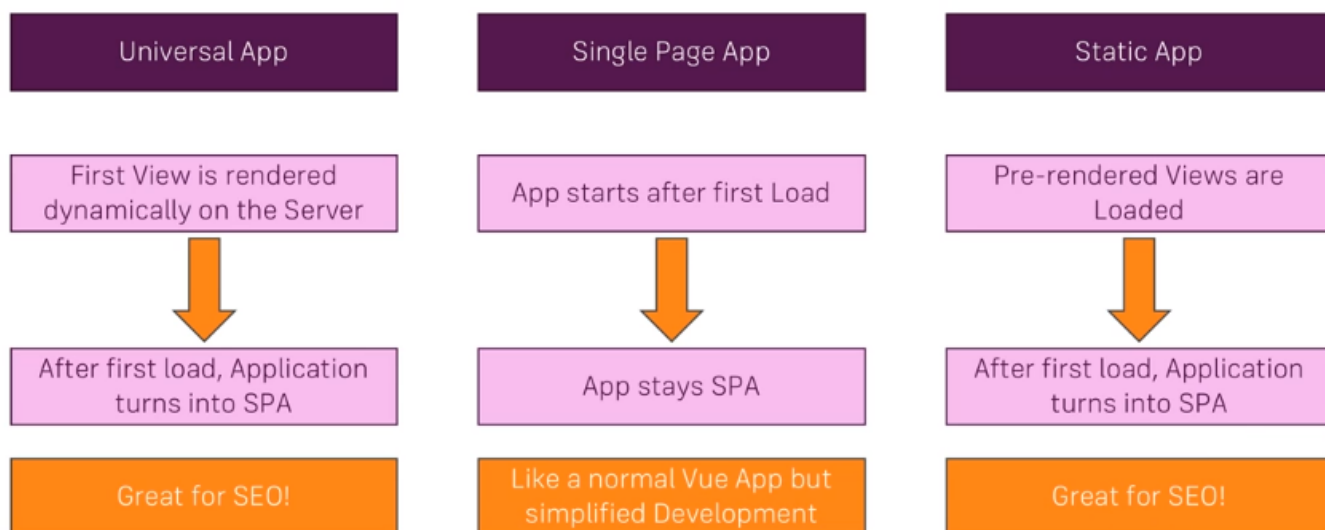 Universal App
Single Page App
Static App
First View is rendered
dynamically on the Server
App starts after first Load
Pre-rendered Views are
Loaded
After first load, Application
turns into SPA
App stays SPA
After first load, Application
turns into SPA
Great for SEO!
Like a normal Vue App but
simplified Development
Great for SEO!